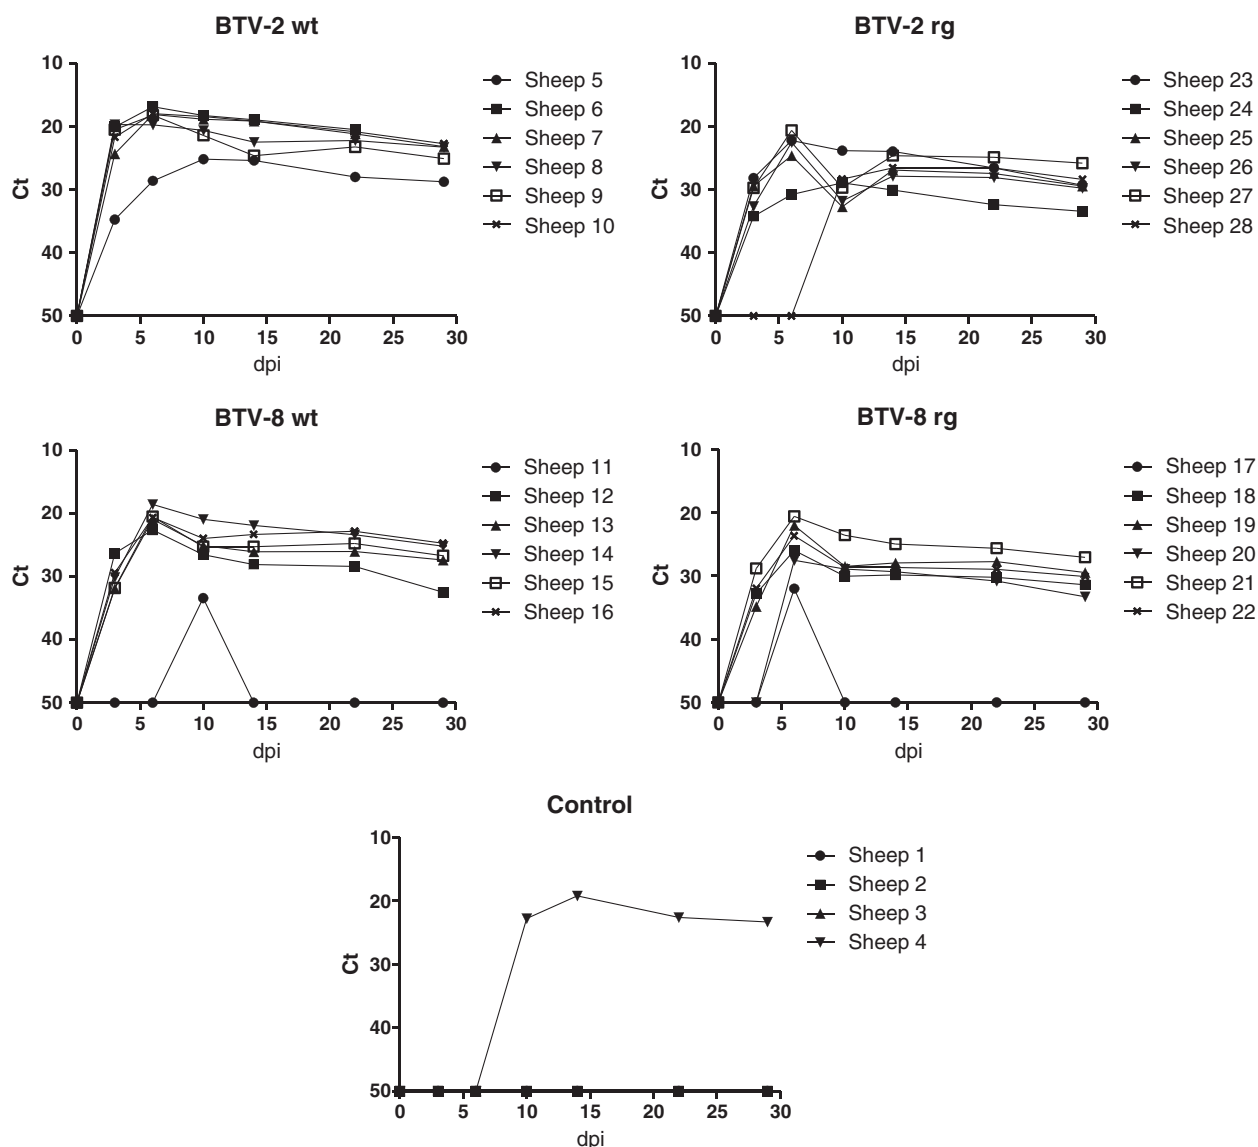 BTV-2 wt
10
20
30
40
50
Ct
0 5 10 15 20 25 30
dpi
Sheep 5
Sheep 6
Sheep 7
Sheep 8
Sheep 9
Sheep 10
BTV-2 rg
10
20
30
40
50
Ct
0 5 10 15 20 25 30
dpi
Sheep 23
Sheep 24
Sheep 25
Sheep 26
Sheep 27
Sheep 28
BTV-8 wt
10
20
30
40
50
Ct
0 5 10 15 20 25 30
dpi
Sheep 11
Sheep 12
Sheep 13
Sheep 14
Sheep 15
Sheep 16
BTV-8 rg
10
20
30
40
50
Ct
0 5 10 15 20 25 30
dpi
Sheep 17
Sheep 18
Sheep 19
Sheep 20
Sheep 21
Sheep 22
Control
10
20
30
40
50
Ct
0 5 10 15 20 25 30
dpi
Sheep 1
Sheep 2
Sheep 3
Sheep 4